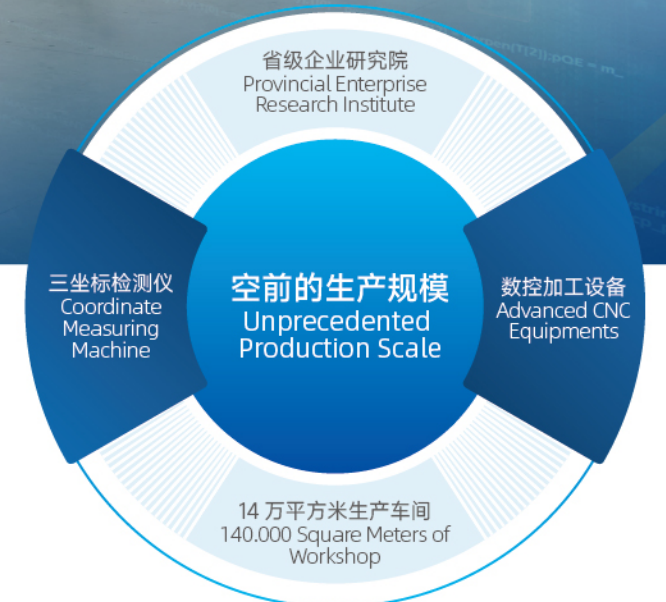 省级企业研究院
Provincial Enterprise
Research Institute
三坐标检测仪
Coordinate
Measuring
Machine
空前的生产规模
Unprecedented
Production Scale
数控加工设备
Advanced CNC
Equipments
14 万平方米生产车间
140.000 Square Meters of
Workshop